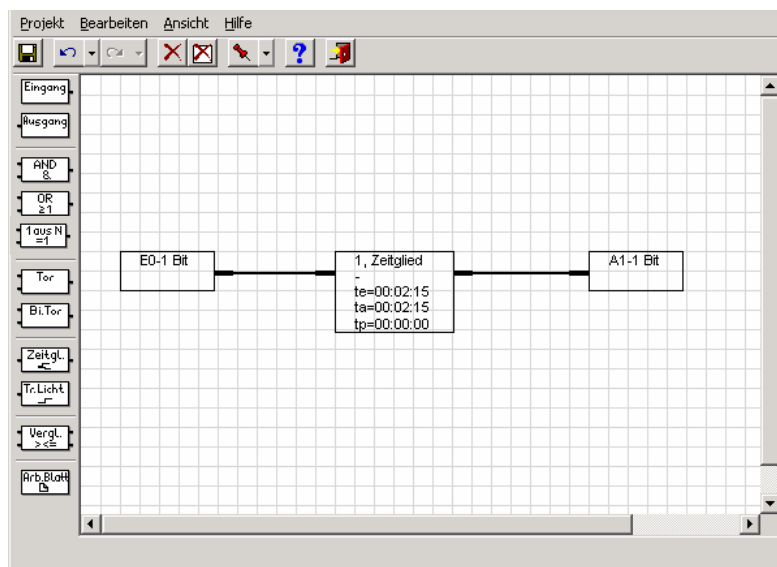 Projekt Bearbeiten Ansicht Hilfe
Eingang
Ausgang
AND
&
OR
≥1
1 aus N
=1
Tor
Bi.Tor
Zeitgl.
Tr.Licht
Vergl.
><=
Arb.Blatt
E0-1 Bit
1, Zeitglied
-
te=00:02:15
ta=00:02:15
tp=00:00:00
A1-1 Bit